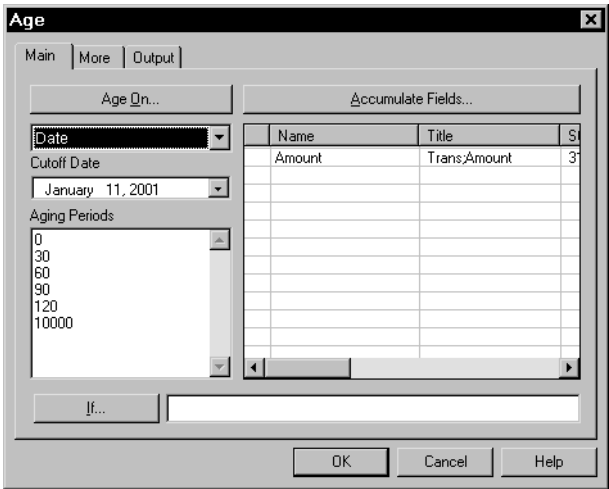 Age
Main More Output
Age On...
Accumulate Fields...
Date
Cutoff Date
January 11, 2001
Aging Periods
0
30
60
90
120
10000
Name Title
Amount Trans;Amount
If...
OK Cancel Help